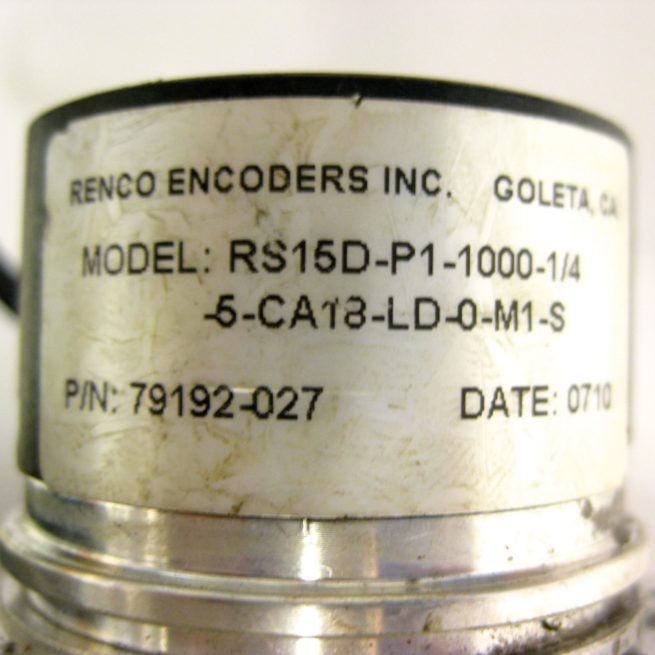 RENCO ENCODERS INC. GOLETA, CA
MODEL: RS15D-P1-1000-1/4
-5-CA18-LD-0-M1-S
P/N: 79192-027 DATE: 0710